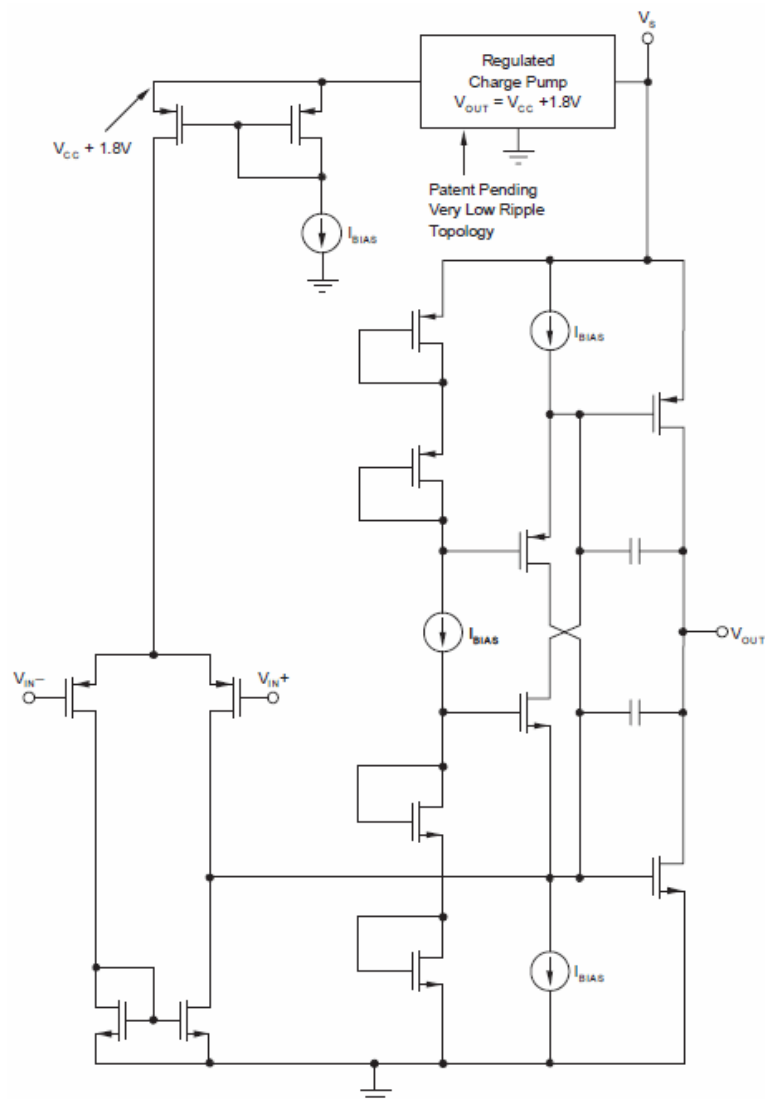 V_S
Regulated
Charge Pump
V_OUT = V_CC +1.8V
V_CC + 1.8V
Patent Pending
Very Low Ripple
Topology
I_BIAS
I_BIAS
I_BIAS
V_OUT
V_IN−
V_IN+
I_BIAS